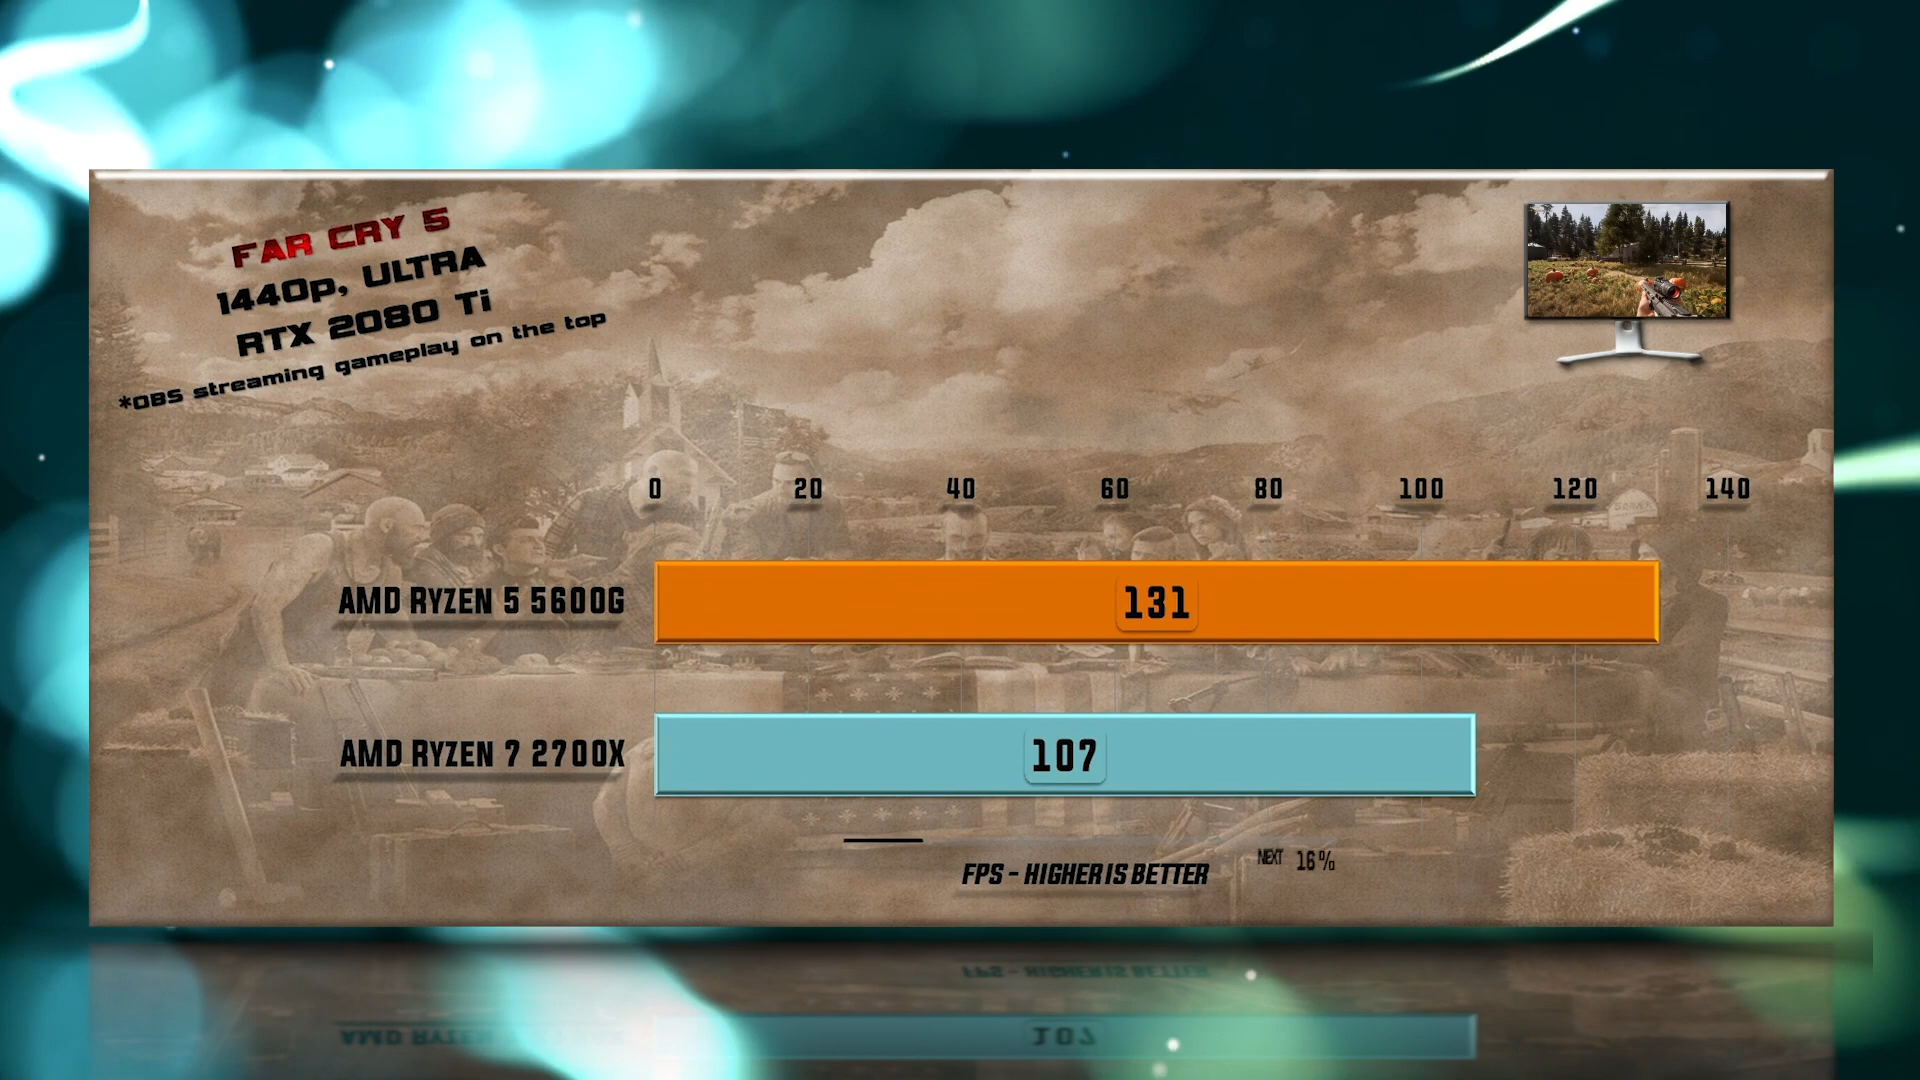 FAR CRY 5
1440p, ULTRA
RTX 2080 Ti
*OBS streaming gameplay on the top
0 20 40 60 80 100 120 140
AMD RYZEN 5 5600G 131
AMD RYZEN 7 2700X 107
FPS - HIGHER IS BETTER
NEXT 16%